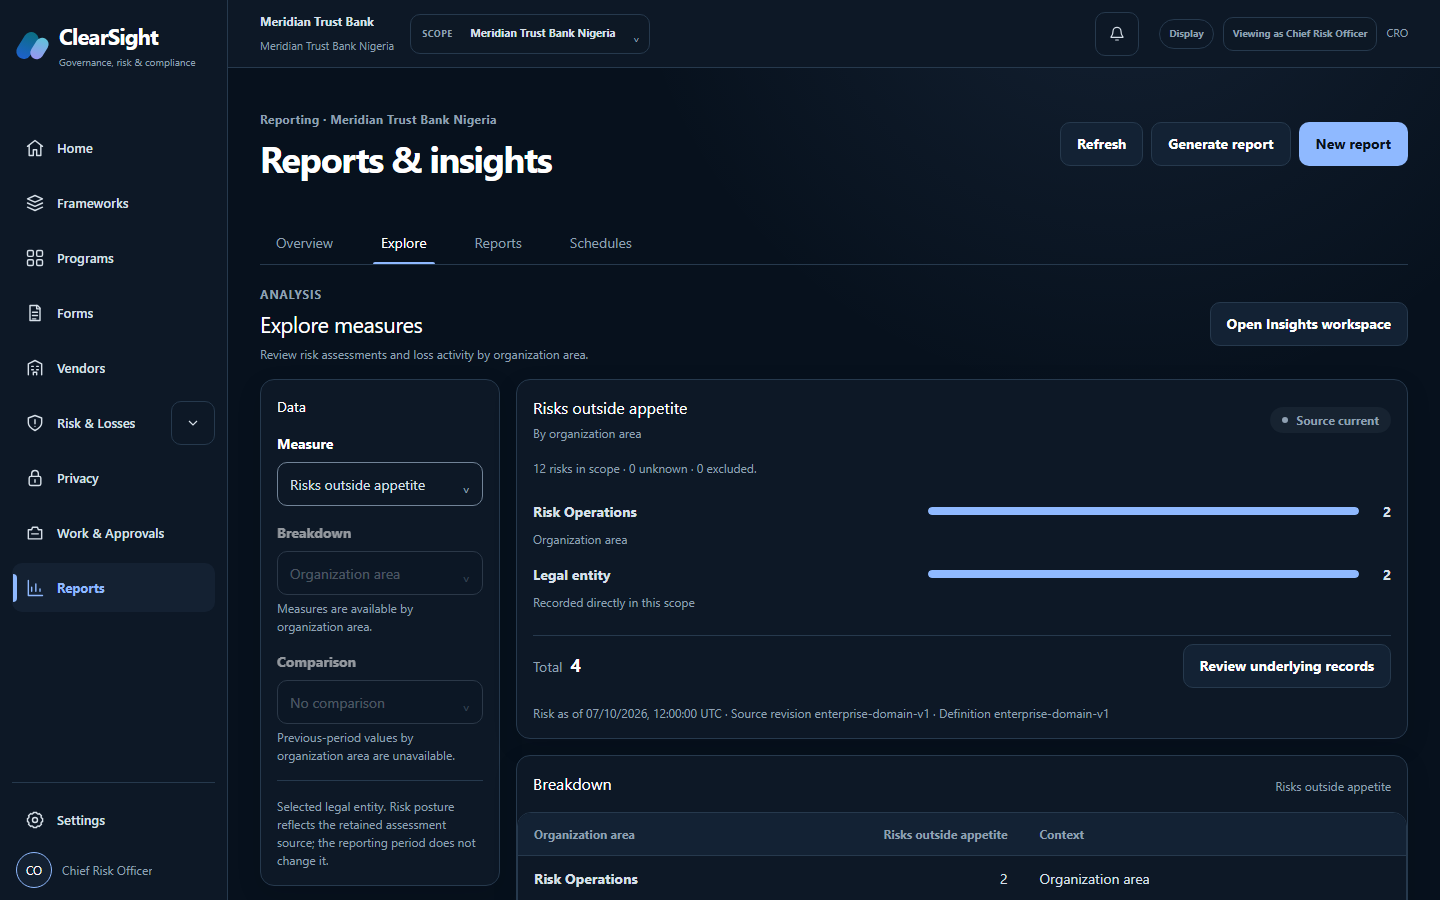 ClearSight
Governance, risk & compliance
Home
Frameworks
Programs
Forms
Vendors
Risk & Losses
Privacy
Work & Approvals
Reports
Settings
CO
Chief Risk Officer
Meridian Trust Bank
Meridian Trust Bank Nigeria
SCOPE Meridian Trust Bank Nigeria
Display
Viewing as Chief Risk Officer
CRO
Reporting · Meridian Trust Bank Nigeria
Reports & insights
Refresh
Generate report
New report
Overview
Explore
Reports
Schedules
ANALYSIS
Explore measures
Review risk assessments and loss activity by organization area.
Open Insights workspace
Data
Measure
Risks outside appetite
Breakdown
Organization area
Measures are available by
organization area.
Comparison
No comparison
Previous-period values by
organization area are unavailable.
Selected legal entity. Risk posture
reflects the retained assessment
source; the reporting period does not
change it.
Risks outside appetite
By organization area
Source current
12 risks in scope · 0 unknown · 0 excluded.
Risk Operations 2
Organization area
Legal entity 2
Recorded directly in this scope
Total 4
Review underlying records
Risk as of 07/10/2026, 12:00:00 UTC · Source revision enterprise-domain-v1 · Definition enterprise-domain-v1
Breakdown
Risks outside appetite
Organization area Risks outside appetite Context
Risk Operations 2 Organization area